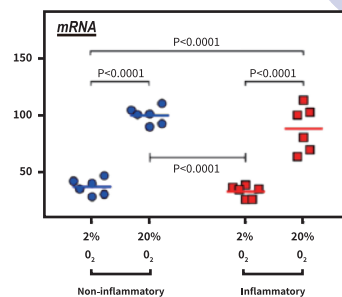 mRNA
P<0.0001
150
P<0.0001 P<0.0001
100
P<0.0001
50
2% 20% 2% 20%
O₂ O₂ O₂ O₂
Non-inflammatory Inflammatory